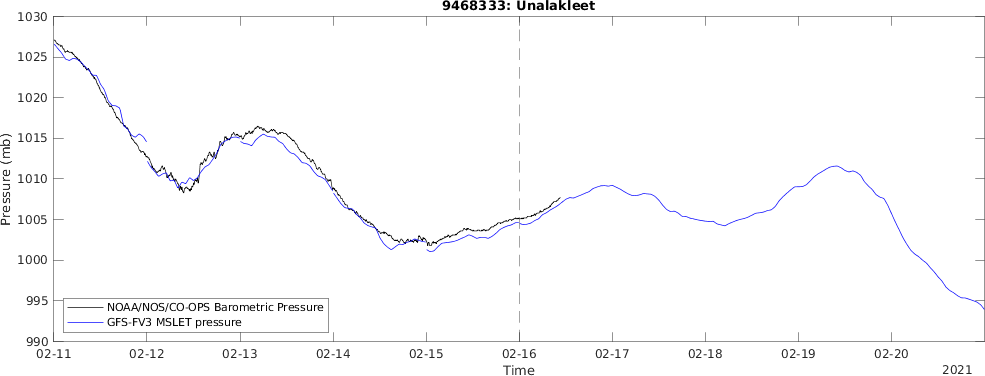 9468333: Unalakleet
Pressure (mb)
1030
1025
1020
1015
1010
1005
1000
995
990
NOAA/NOS/CO-OPS Barometric Pressure
GFS-FV3 MSLET pressure
02-11 02-12 02-13 02-14 02-15 02-16 02-17 02-18 02-19 02-20
Time
2021